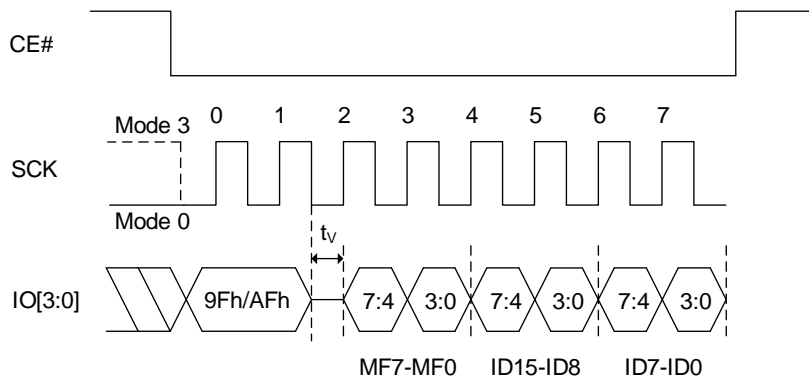 CE#
Mode 3
0 1 2 3 4 5 6 7
SCK
Mode 0
tV
IO[3:0]
9Fh/AFh 7:4 3:0 7:4 3:0 7:4 3:0
MF7-MF0 ID15-ID8 ID7-ID0